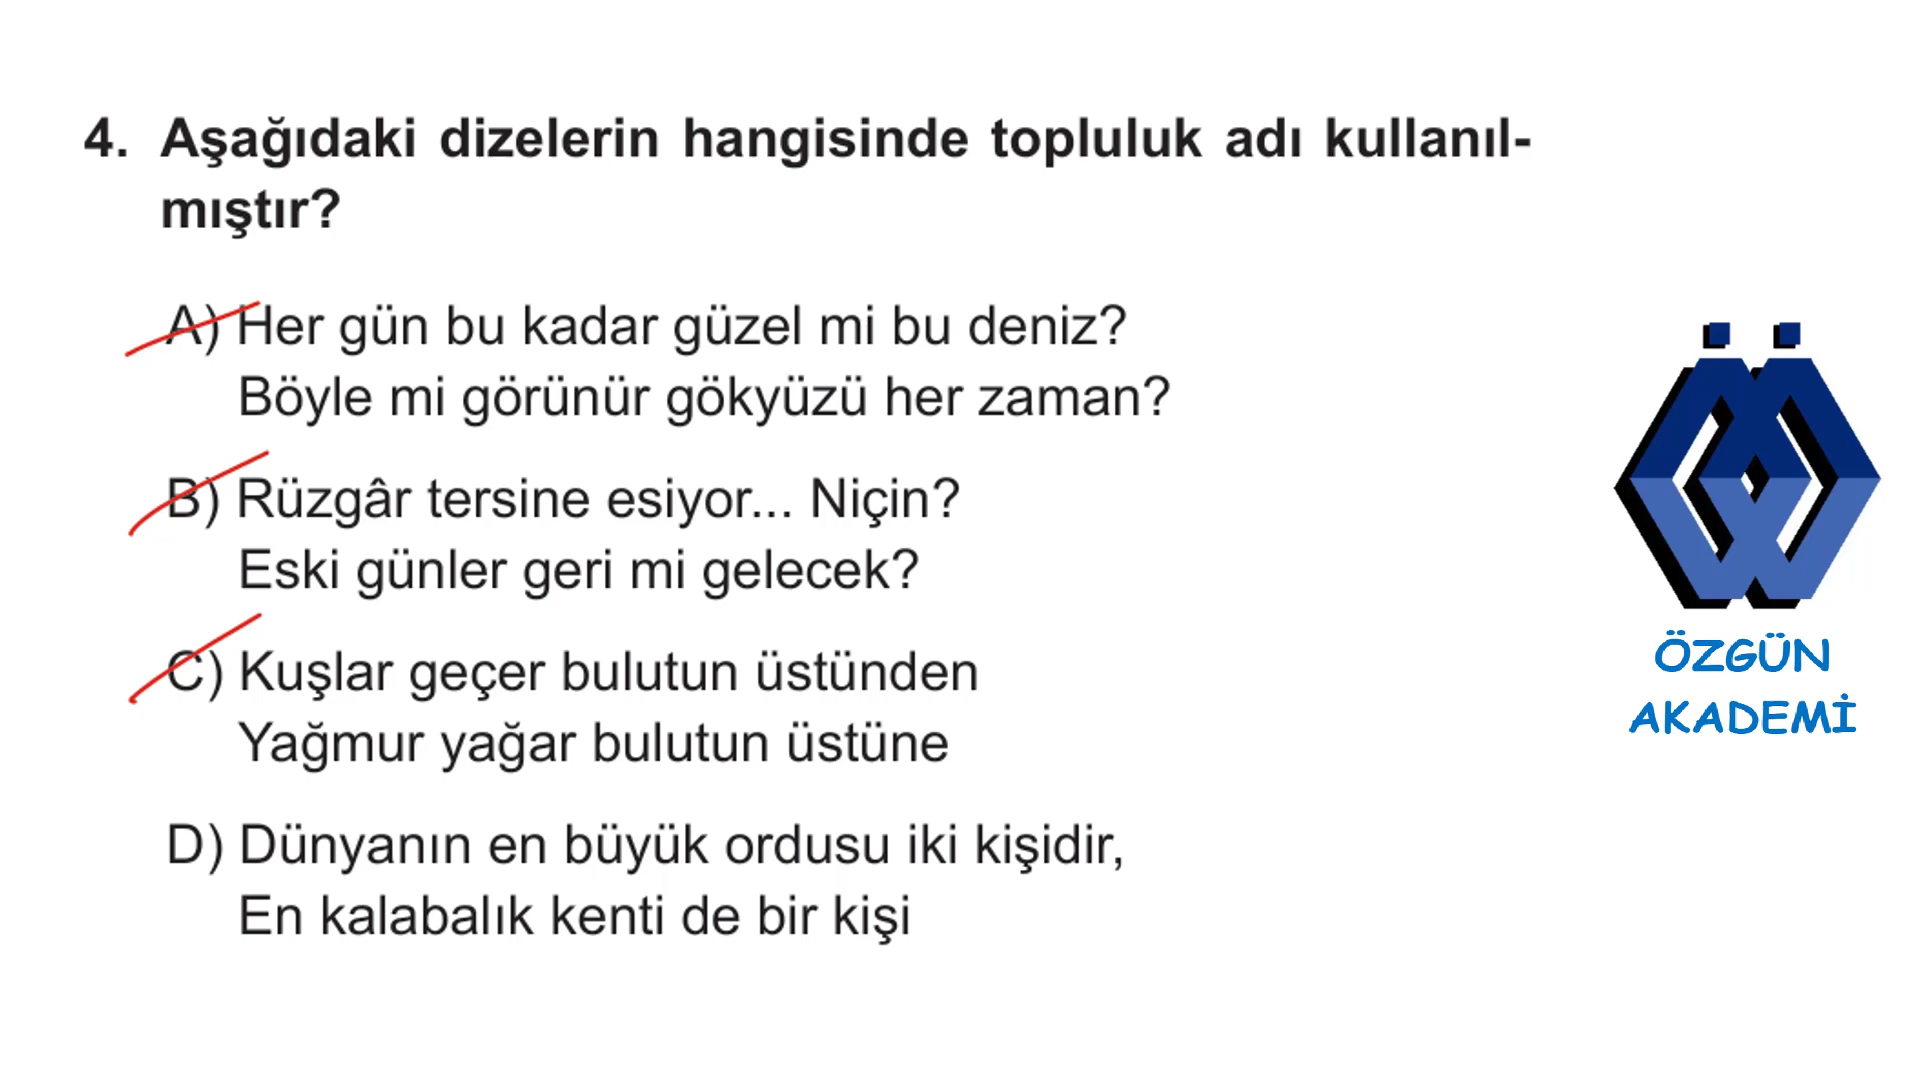 4. Aşağıdaki dizelerin hangisinde topluluk adı kullanıl-
mıştır?
A) Her gün bu kadar güzel mi bu deniz?
Böyle mi görünür gökyüzü her zaman?
B) Rüzgâr tersine esiyor... Niçin?
Eski günler geri mi gelecek?
C) Kuşlar geçer bulutun üstünden
Yağmur yağar bulutun üstüne
D) Dünyanın en büyük ordusu iki kişidir,
En kalabalık kenti de bir kişi
ÖZGÜN
AKADEMİ